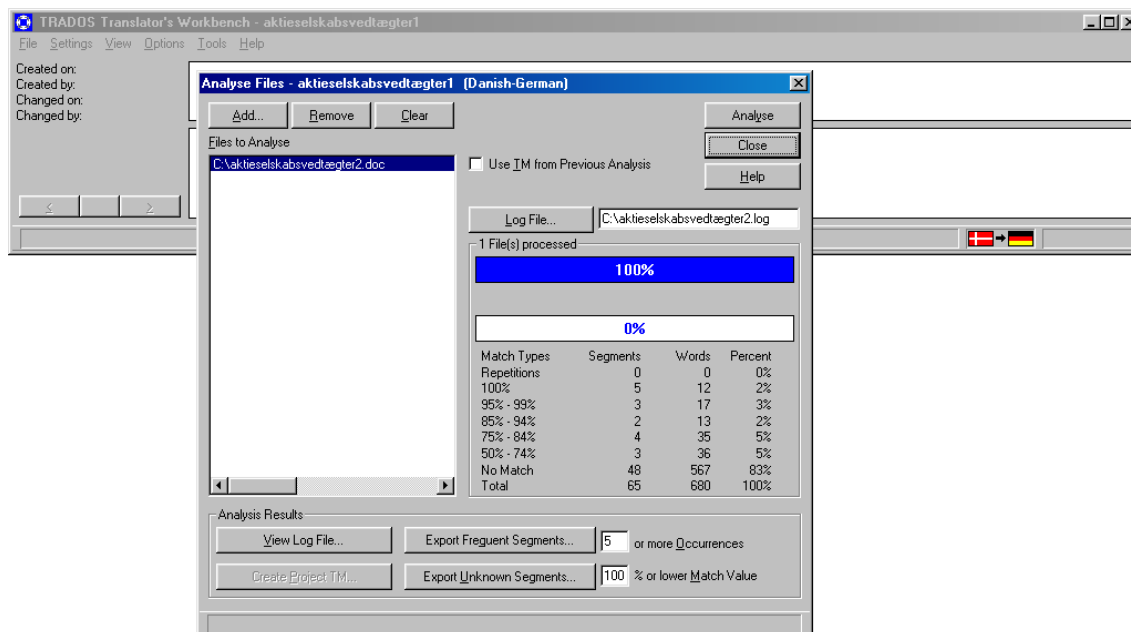 TRADOS Translator's Workbench - aktieselskabsvedtægter1
File Settings View Options Tools Help
Created on:
Created by:
Changed on:
Changed by:
<
>
Analyse Files - aktieselskabsvedtægter1 (Danish-German)
Add... Remove Clear
Analyse
Close
Help
Files to Analyse
C:\aktieselskabsvedtægter2.doc
Use TM from Previous Analysis
Log File... C:\aktieselskabsvedtægter2.log
1 File(s) processed
100%
0%
Match Types Segments Words Percent
Repetitions 0 0 0%
100% 5 12 2%
95% - 99% 3 17 3%
85% - 94% 2 13 2%
75% - 84% 4 35 5%
50% - 74% 3 36 5%
No Match 48 567 83%
Total 65 680 100%
Analysis Results
View Log File... Export Frequent Segments... 5 or more Occurrences
Create Project TM... Export Unknown Segments... 100 % or lower Match Value